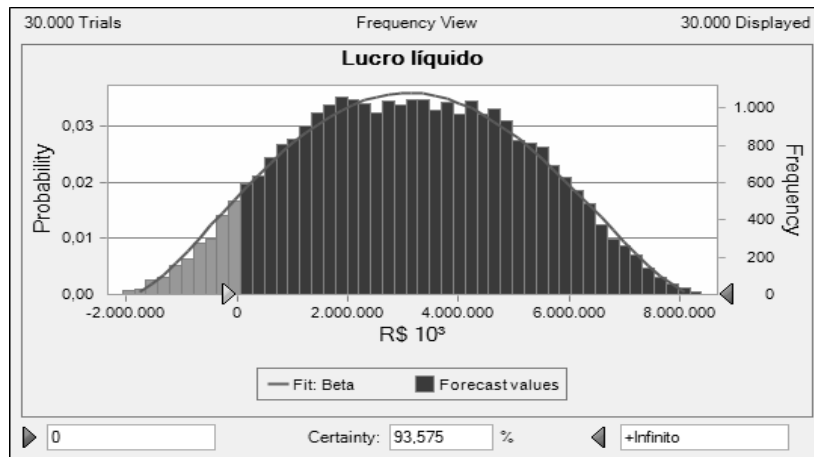 30.000 Trials Frequency View 30.000 Displayed
Lucro líquido
Probability
0,03
0,02
0,01
0,00
1.000
800
600
400
200
0
Frequency
-2.000.000 0 2.000.000 4.000.000 6.000.000 8.000.000
R$ 10³
Fit: Beta Forecast values
0 Certainty: 93,575 % +Infinito